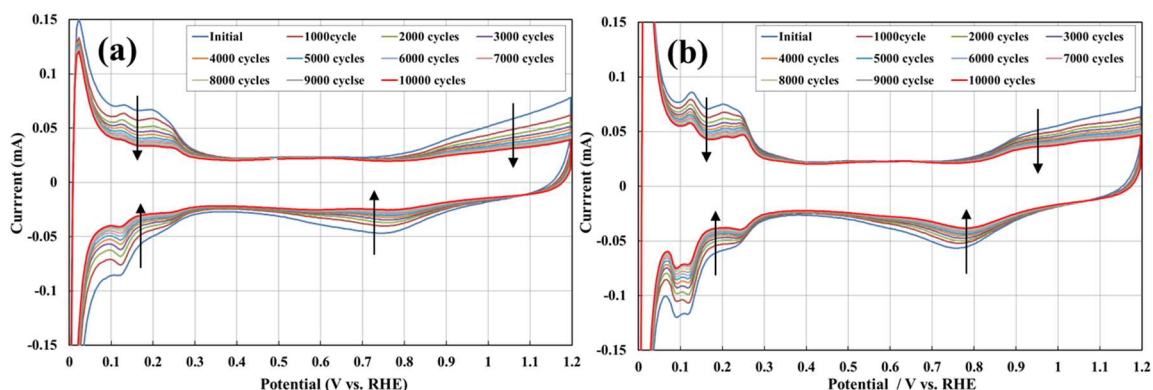 (a)
Initial 1000cycle 2000 cycles 3000 cycles
4000 cycles 5000 cycles 6000 cycles 7000 cycles
8000 cycles 9000 cyclse 10000 cycles
Currrent (mA)
0.15
0.1
0.05
0
-0.05
-0.1
-0.15
0 0.1 0.2 0.3 0.4 0.5 0.6 0.7 0.8 0.9 1 1.1 1.2
Potential (V vs. RHE)
(b)
Initial 1000cycle 2000 cycles 3000 cycles
4000 cycles 5000 cycles 6000 cycles 7000 cycles
8000 cycles 9000 cyclse 10000 cycles
Currrent (mA)
0.15
0.1
0.05
0
-0.05
-0.1
-0.15
0 0.1 0.2 0.3 0.4 0.5 0.6 0.7 0.8 0.9 1 1.1 1.2
Potential / V vs. RHE